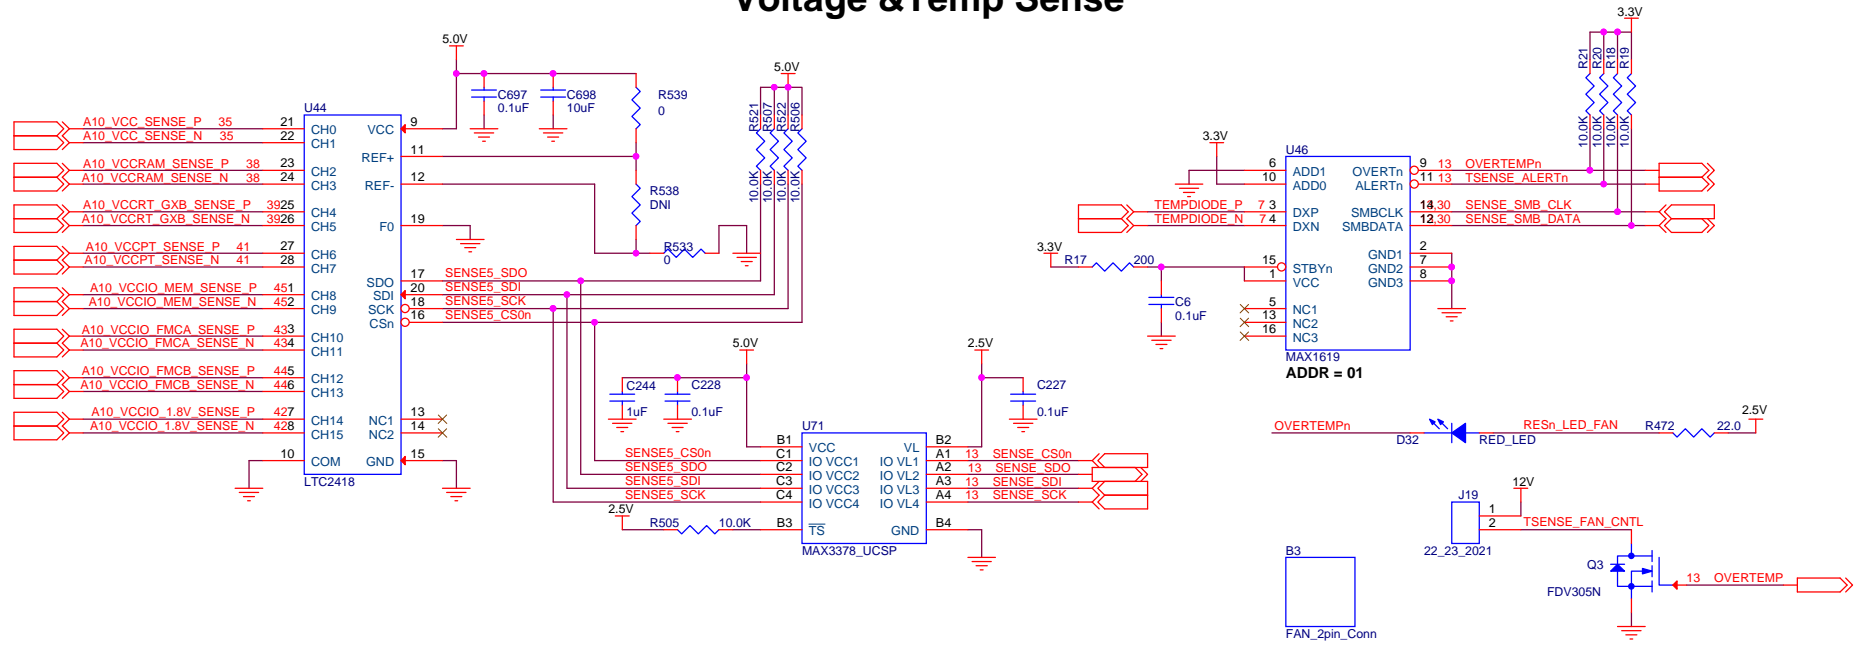 Voltage &Temp Sense
5.0V
C697
0.1uF
C698
10uF
R539
0
R538
DNI
R533
0
U44
A10_VCC_SENSE_P 35 21 CH0
A10_VCC_SENSE_N 35 22 CH1
A10_VCCRAM_SENSE_P 38 23 CH2
A10_VCCRAM_SENSE_N 38 24 CH3
A10_VCCRT_GXB_SENSE_P 39 25 CH4
A10_VCCRT_GXB_SENSE_N 39 26 CH5
A10_VCCPT_SENSE_P 41 27 CH6
A10_VCCPT_SENSE_N 41 28 CH7
A10_VCCIO_MEM_SENSE_P 45 1 CH8
A10_VCCIO_MEM_SENSE_N 45 2 CH9
A10_VCCIO_FMCA_SENSE_P 43 3 CH10
A10_VCCIO_FMCA_SENSE_N 43 4 CH11
A10_VCCIO_FMCB_SENSE_P 44 5 CH12
A10_VCCIO_FMCB_SENSE_N 44 6 CH13
A10_VCCIO_1.8V_SENSE_P 42 7 CH14
A10_VCCIO_1.8V_SENSE_N 42 8 CH15
10 COM
VCC 9
REF+ 11
REF- 12
F0 19
SDO 17 SENSE5_SDO
SDI 20 SENSE5_SDI
SCK 18 SENSE5_SCK
CSn 16 SENSE5_CS0n
NC1 13
NC2 14
GND 15
LTC2418
5.0V
R521 10.0K
R507 10.0K
R522 10.0K
R506 10.0K
5.0V
C244
1uF
C228
0.1uF
2.5V
C227
0.1uF
U71
B1 VCC
SENSE5_CS0n C1 IO VCC1
SENSE5_SDO C2 IO VCC2
SENSE5_SDI C3 IO VCC3
SENSE5_SCK C4 IO VCC4
2.5V
R505 10.0K B3 TS
VL B2
IO VL1 A1 13 SENSE_CS0n
IO VL2 A2 13 SENSE_SDO
IO VL3 A3 13 SENSE_SDI
IO VL4 A4 13 SENSE_SCK
GND B4
MAX3378_UCSP
3.3V
R21 10.0K
R20 10.0K
R18 10.0K
R19 10.0K
3.3V
U46
6 ADD1
10 ADD0
TEMPDIODE_P 7 3 DXP
TEMPDIODE_N 7 4 DXN
3.3V
R17 200
C6
0.1uF
15 STBYn
1 VCC
5 NC1
13 NC2
16 NC3
OVERTn 9 13 OVERTEMPn
ALERTn 11 13 TSENSE_ALERTn
SMBCLK 14 SENSE_SMB_CLK
SMBDATA 12 SENSE_SMB_DATA
GND1 2
GND2 7
GND3 8
MAX1619
ADDR = 01
OVERTEMPn
D32
RED_LED
RESn_LED_FAN
R472 22.0
2.5V
J19
12V
1
2 TSENSE_FAN_CNTL
22_23_2021
Q3
FDV305N
13 OVERTEMP
B3
FAN_2pin_Conn